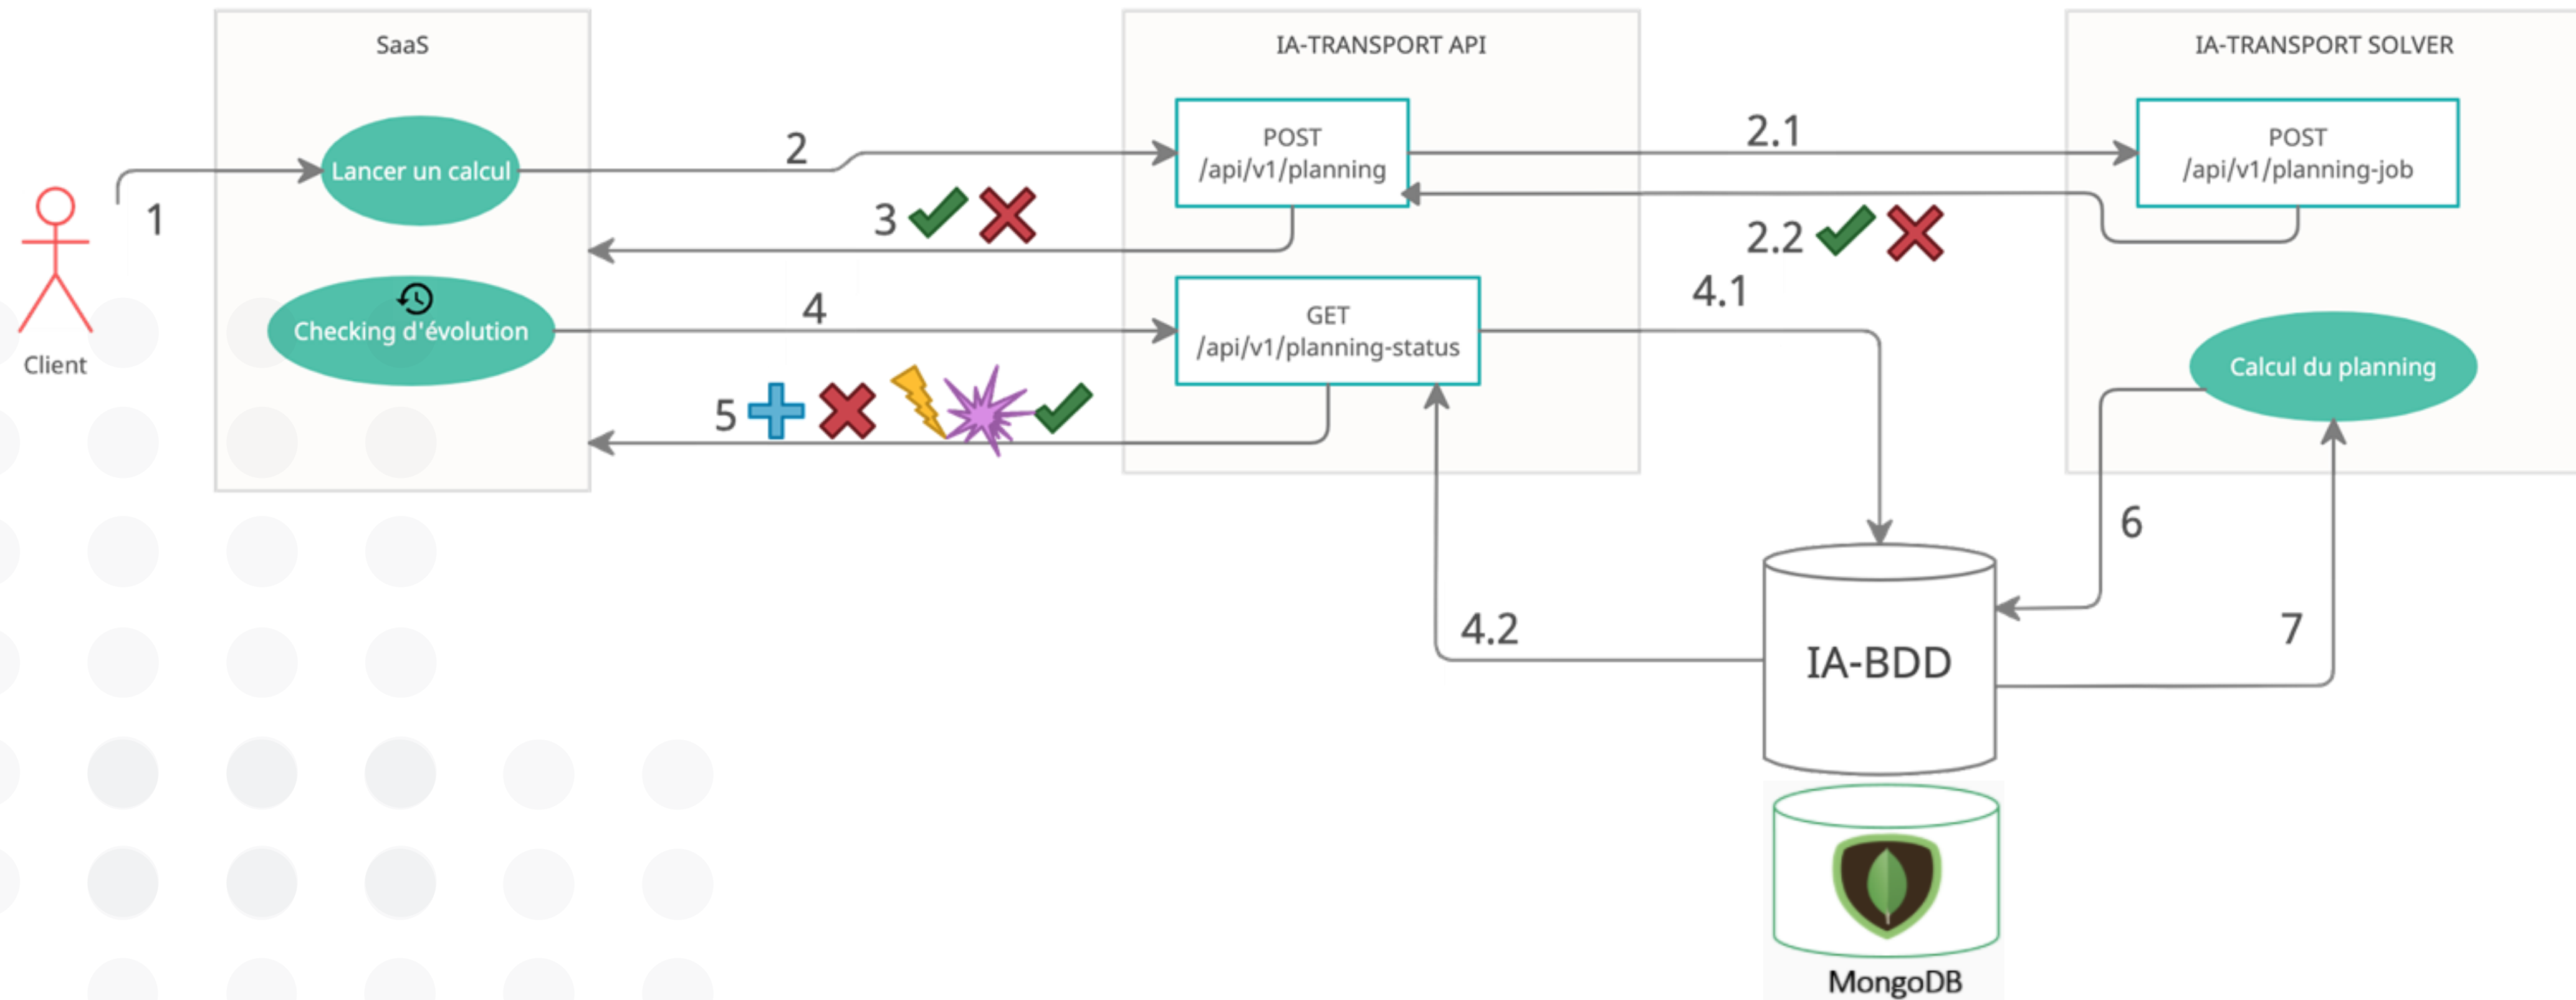 SaaS
IA-TRANSPORT API
IA-TRANSPORT SOLVER
Lancer un calcul
2
POST
/api/v1/planning
2.1
POST
/api/v1/planning-job
1
3
2.2
Client
Checking d'évolution
4
GET
/api/v1/planning-status
4.1
Calcul du planning
5
6
4.2
7
IA-BDD
MongoDB